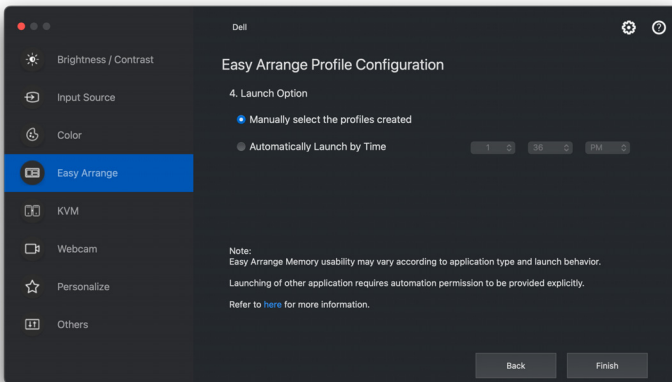 Dell
Brightness / Contrast
Input Source
Color
Easy Arrange
KVM
Webcam
Personalize
Others
Easy Arrange Profile Configuration
4. Launch Option
Manually select the profiles created
Automatically Launch by Time
1 36 PM
Note:
Easy Arrange Memory usability may vary according to application type and launch behavior.
Launching of other application requires automation permission to be provided explicitly.
Refer to here for more information.
Back Finish